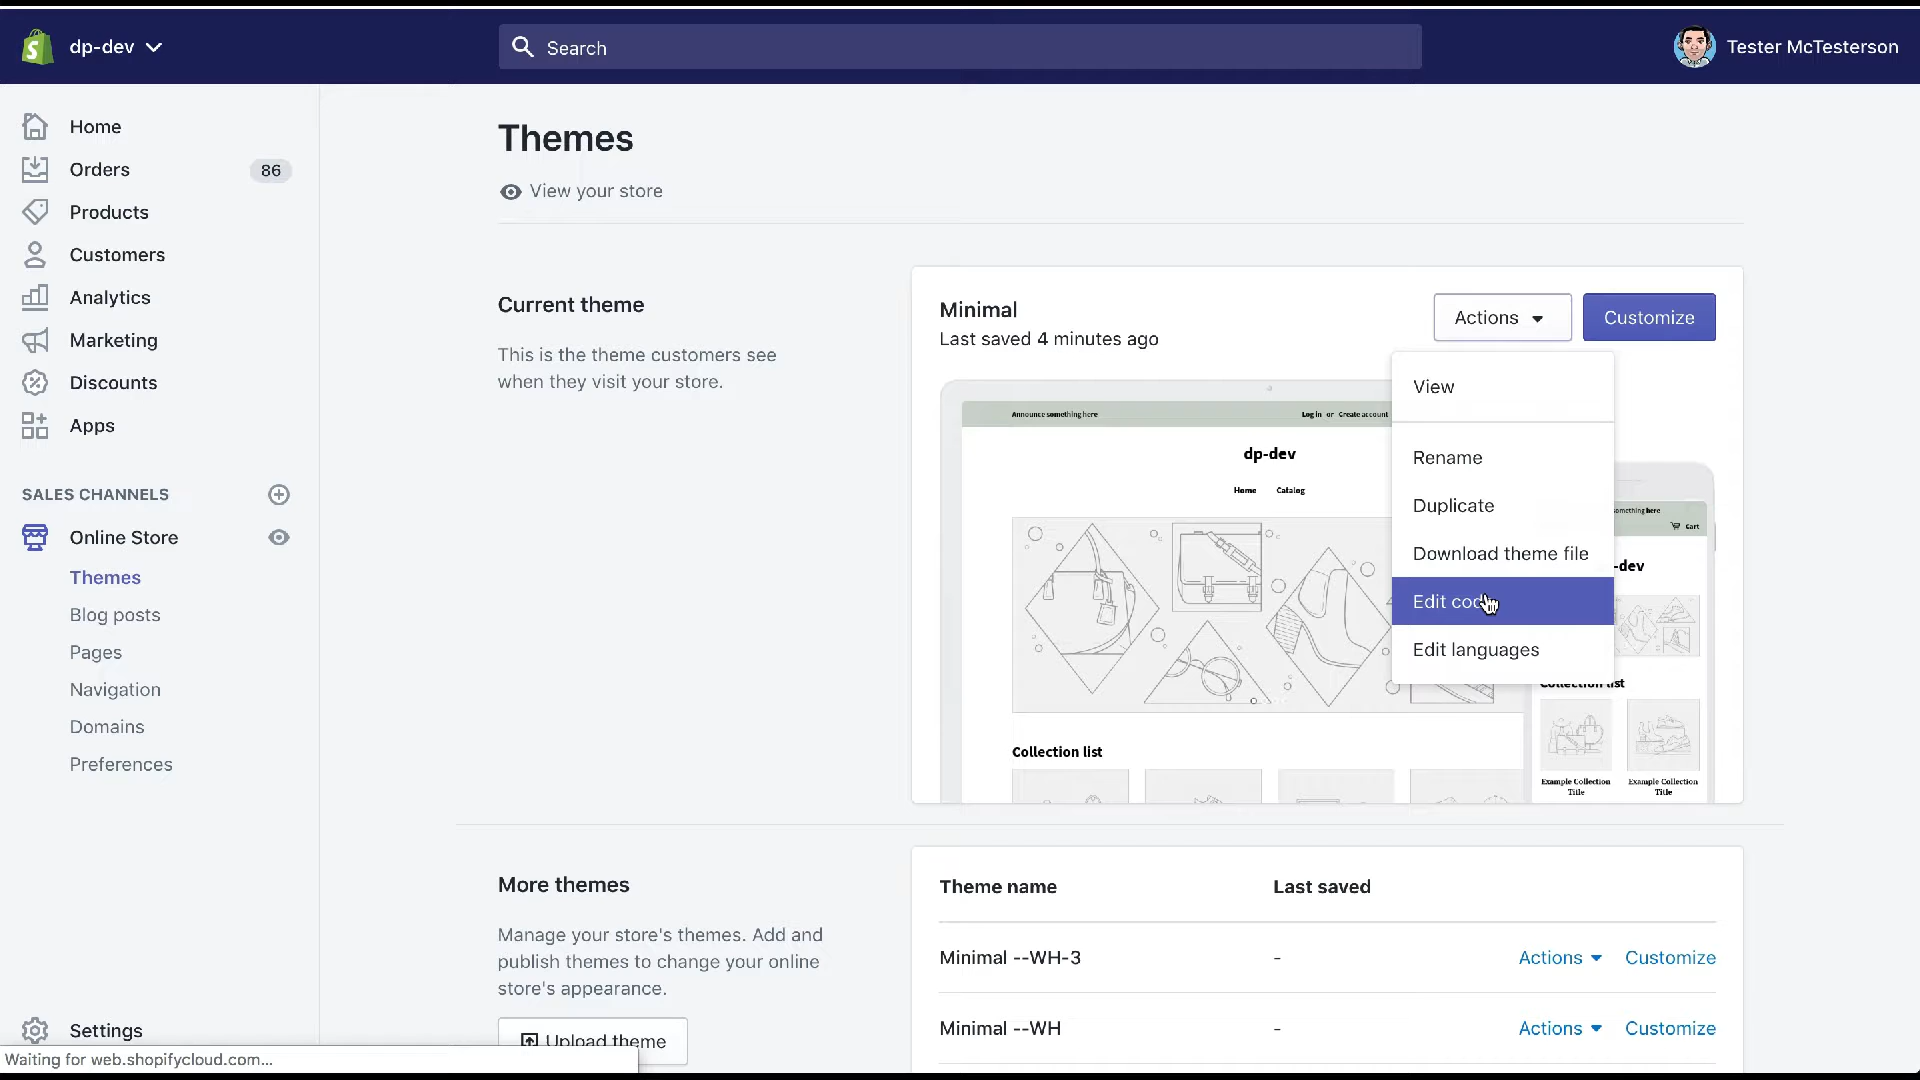 dp-dev
Search
Tester McTesterson
Home
Orders 86
Products
Customers
Analytics
Marketing
Discounts
Apps
SALES CHANNELS
Online Store
Themes
Blog posts
Pages
Navigation
Domains
Preferences
Settings
Waiting for web.shopifycloud.com...
Themes
View your store
Current theme
This is the theme customers see
when they visit your store.
Minimal
Last saved 4 minutes ago
Actions
Customize
View
Rename
Duplicate
Download theme file
Edit code
Edit languages
Announce something here
Log in or Create account
dp-dev
Home Catalog
Collection list
something here
Cart
-dev
Collection list
Example Collection
Title
Example Collection
Title
More themes
Manage your store's themes. Add and
publish themes to change your online
store's appearance.
Upload theme
Theme name Last saved
Minimal --WH-3 - Actions Customize
Minimal --WH - Actions Customize